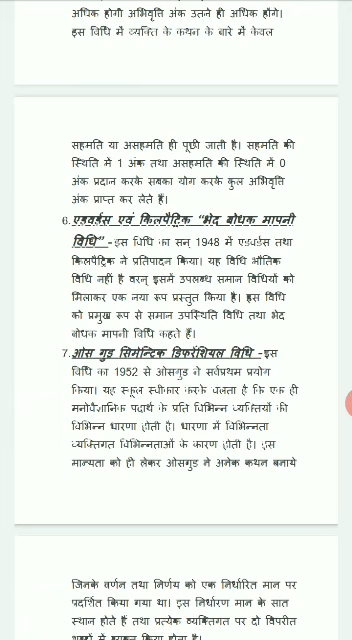 अधिक होगी अभिवृत्ति अंक उतने ही अधिक होंगे।
इस विधि में व्यक्ति के कथन के बारे में केवल
सहमति या असहमति ही पूछी जाती है। सहमति की
स्थिति मे 1 अंक तथा असहमति की स्थिति में 0
अंक प्रदान करके सबका योग करके कुल अभिवृत्ति
अंक प्राप्त कर लेते हैं।
6. एडवर्डस एवं किलपैट्रिक “भेद बोधक मापनी
विधि” - इस विधि का सन् 1948 में एडवर्डस तथा
किलपैट्रिक ने प्रतिपादन किया। यह विधि भौतिक
विधि नहीं है वरन् इसमें उपलब्ध समान विधियों को
मिलाकर एक नया रूप प्रस्तुत किया है। इस विधि
को प्रमुख रूप से समान उपस्थिति विधि तथा भेद
बोधक मापनी विधि कहते हैं।
7. ओस गुड सिमेन्टिक डिफरेंशियल विधि - इस
विधि का 1952 से ओसगुड ने सर्वप्रथम प्रयोग
किया। यह स्कूल स्वीकार करके चलता है कि एक ही
मनोवैज्ञानिक पदार्थ के प्रति विभिन्न व्यक्तियों की
विभिन्न धारणा होती है। धारणा में विभिन्नता
व्यक्तिगत विभिन्नताओं के कारण होती है। इस
मान्यता को ही लेकर ओसगुड ने अनेक कथन बनाये
जिनके वर्णन तथा निर्णय को एक निर्धारित मान पर
प्रदर्शित किया गया था। इस निर्धारण मान के सात
स्थान होते हैं तथा प्रत्येक व्यक्तिगत पर दो विपरीत